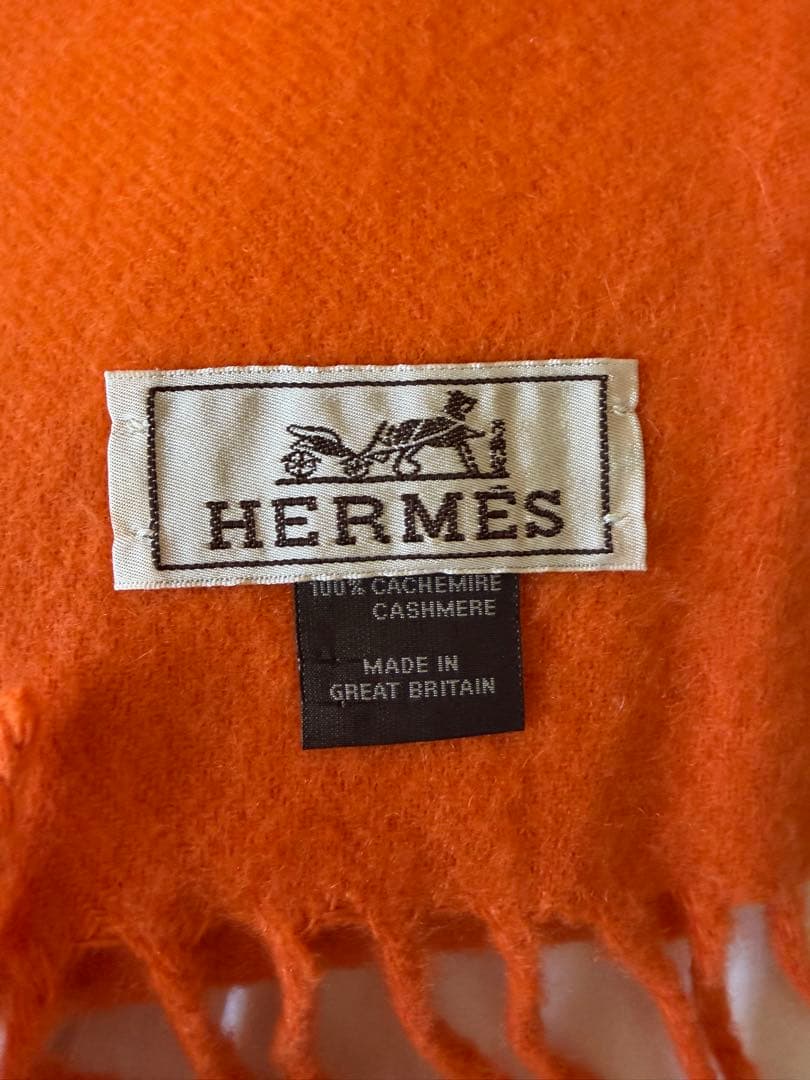 HERMÈS
100% CACHEMIRE
CASHMERE
MADE IN
GREAT BRITAIN